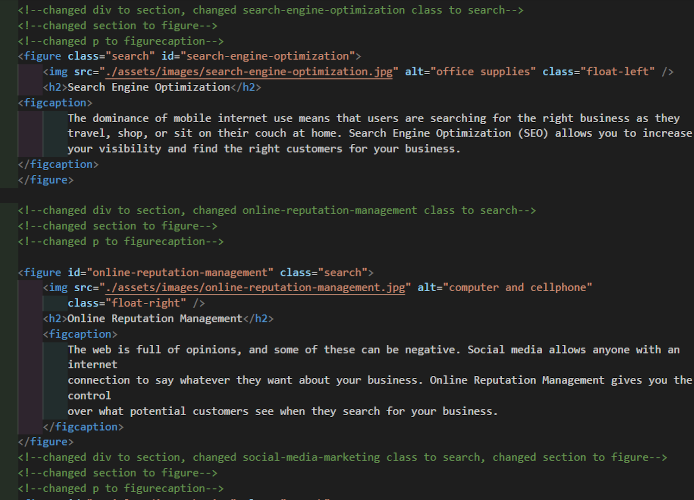 <!--changed div to section, changed search-engine-optimization class to search-->
<!--changed section to figure-->
<!--changed p to figurecaption-->
<figure class="search" id="search-engine-optimization">
<img src="./assets/images/search-engine-optimization.jpg" alt="office supplies" class="float-left" />
<h2>Search Engine Optimization</h2>
<figcaption>
The dominance of mobile internet use means that users are searching for the right business as they
travel, shop, or sit on their couch at home. Search Engine Optimization (SEO) allows you to increase
your visibility and find the right customers for your business.
</figcaption>
</figure>
<!--changed div to section, changed online-reputation-management class to search-->
<!--changed section to figure-->
<!--changed p to figurecaption-->
<figure id="online-reputation-management" class="search">
<img src="./assets/images/online-reputation-management.jpg" alt="computer and cellphone"
class="float-right" />
<h2>Online Reputation Management</h2>
<figcaption>
The web is full of opinions, and some of these can be negative. Social media allows anyone with an
internet
connection to say whatever they want about your business. Online Reputation Management gives you the
control
over what potential customers see when they search for your business.
</figcaption>
</figure>
<!--changed div to section, changed social-media-marketing class to search, changed section to figure-->
<!--changed section to figure-->
<!--changed p to figurecaption-->